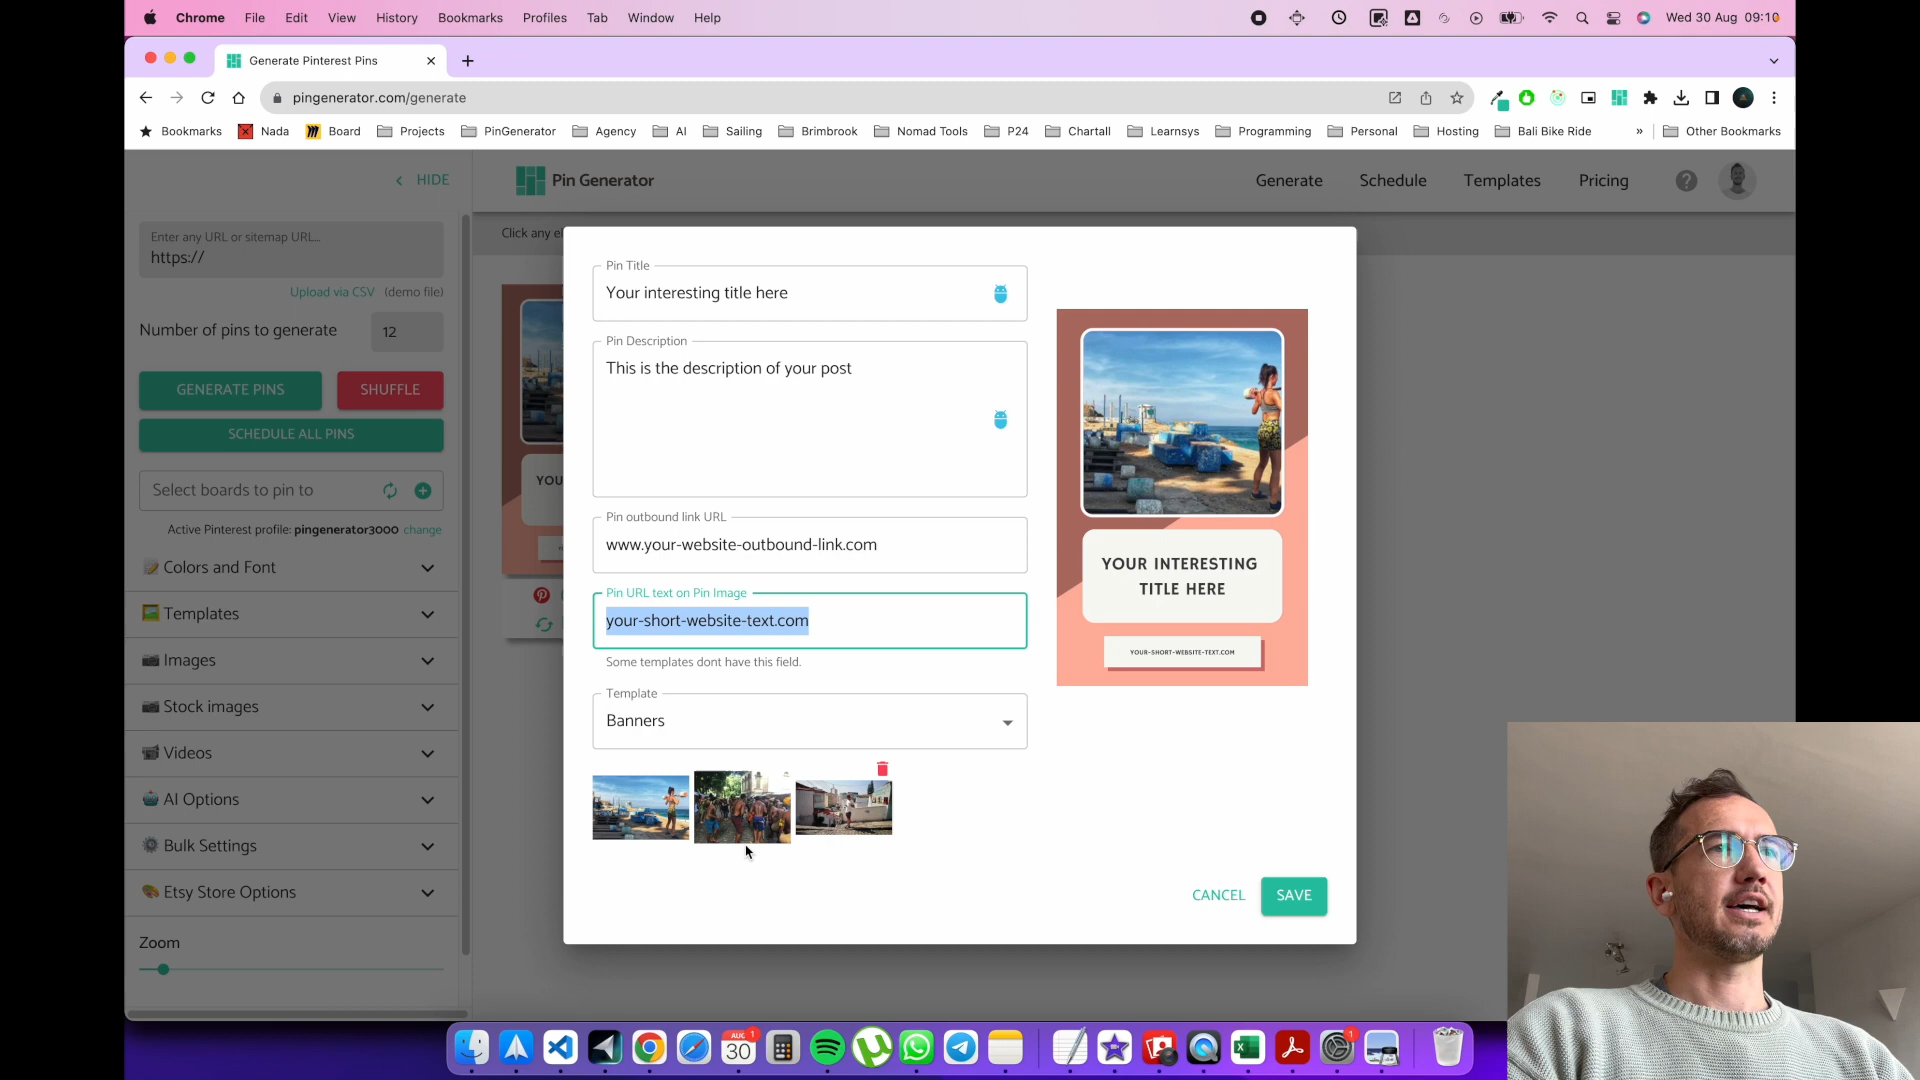 Chrome File Edit View History Bookmarks Profiles Tab Window Help Wed 30 Aug 09:10
Generate Pinterest Pins
pingenerator.com/generate
Bookmarks Nada Board Projects PinGenerator Agency AI Sailing Brimbrook Nomad Tools P24 Chartall Learnsys Programming Personal Hosting Bali Bike Ride » Other Bookmarks
HIDE
Pin Generator Generate Schedule Templates Pricing
Enter any URL or sitemap URL...
https://
Upload via CSV (demo file)
Number of pins to generate 12
GENERATE PINS SHUFFLE
SCHEDULE ALL PINS
Select boards to pin to
Active Pinterest profile: pingenerator3000 change
Colors and Font
Templates
Images
Stock images
Videos
AI Options
Bulk Settings
Etsy Store Options
Zoom
Click any e
YOU
Pin Title
Your interesting title here
Pin Description
This is the description of your post
Pin outbound link URL
www.your-website-outbound-link.com
Pin URL text on Pin Image
your-short-website-text.com
Some templates dont have this field.
Template
Banners
YOUR INTERESTING
TITLE HERE
YOUR-SHORT-WEBSITE-TEXT.COM
CANCEL SAVE
AUG 1
30
1